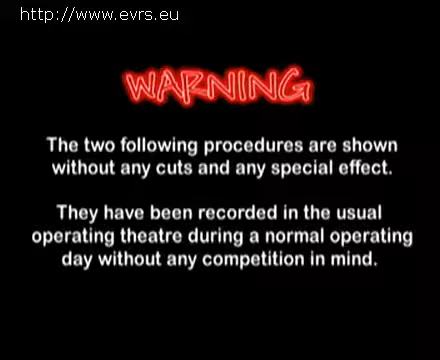 http://www.evrs.eu
WARNING
The two following procedures are shown
without any cuts and any special effect.
They have been recorded in the usual
operating theatre during a normal operating
day without any competition in mind.